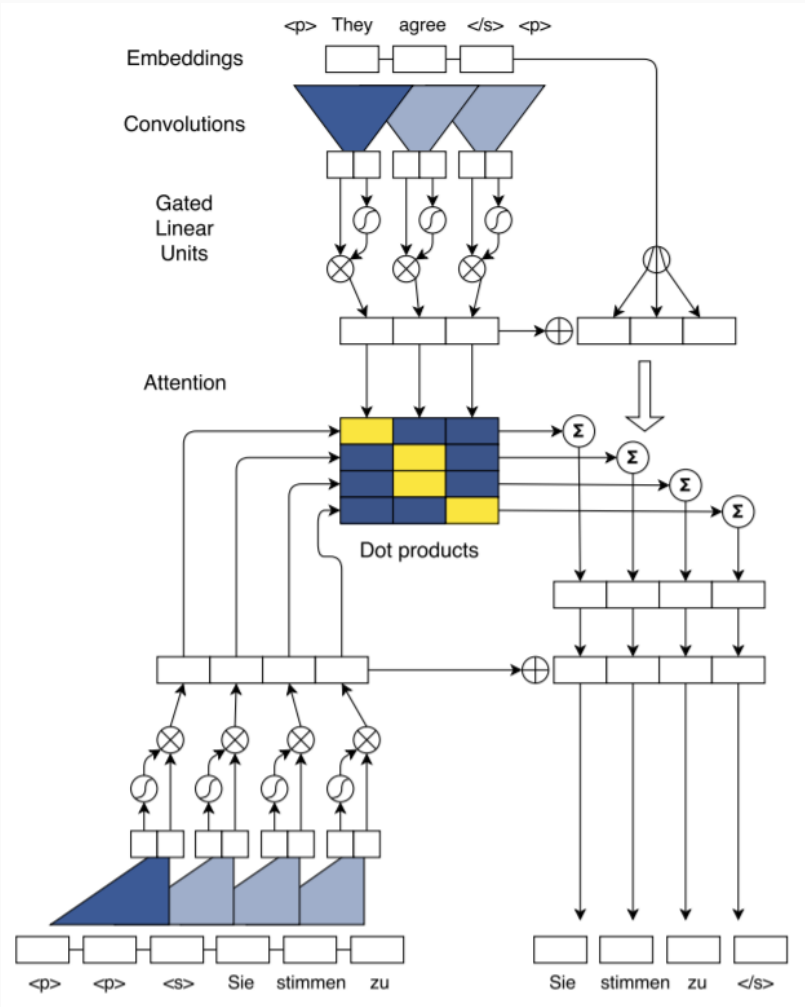 <p> They agree </s> <p>
Embeddings
Convolutions
Gated
Linear
Units
Attention
Σ
Σ
Σ
Σ
Dot products
<p> <p> <s> Sie stimmen zu
Sie stimmen zu </s>